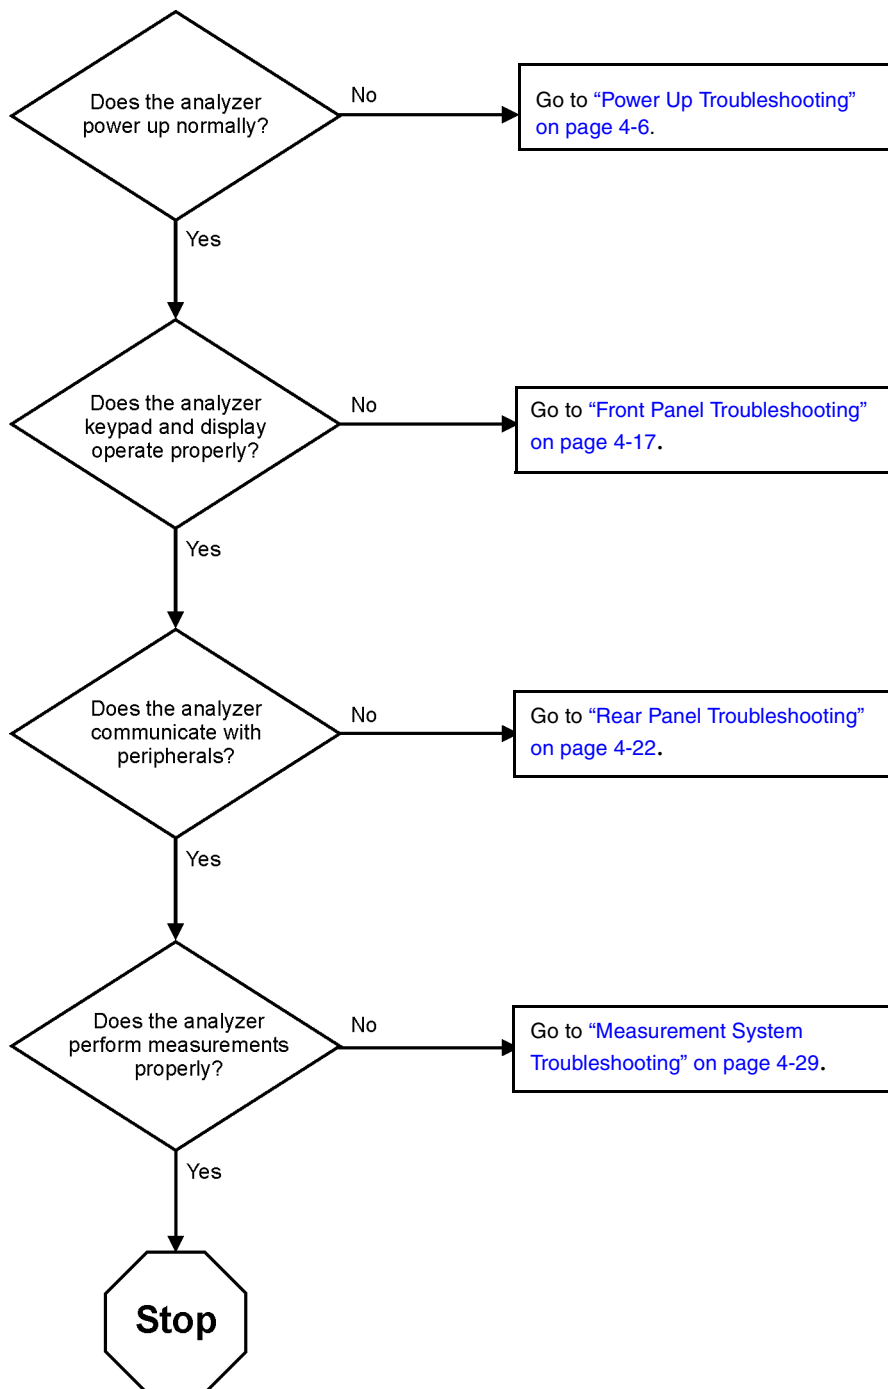 Does the analyzer
power up normally?
No
Go to “Power Up Troubleshooting”
on page 4-6.
Yes
Does the analyzer
keypad and display
operate properly?
No
Go to “Front Panel Troubleshooting”
on page 4-17.
Yes
Does the analyzer
communicate with
peripherals?
No
Go to “Rear Panel Troubleshooting”
on page 4-22.
Yes
Does the analyzer
perform measurements
properly?
No
Go to “Measurement System
Troubleshooting” on page 4-29.
Yes
Stop